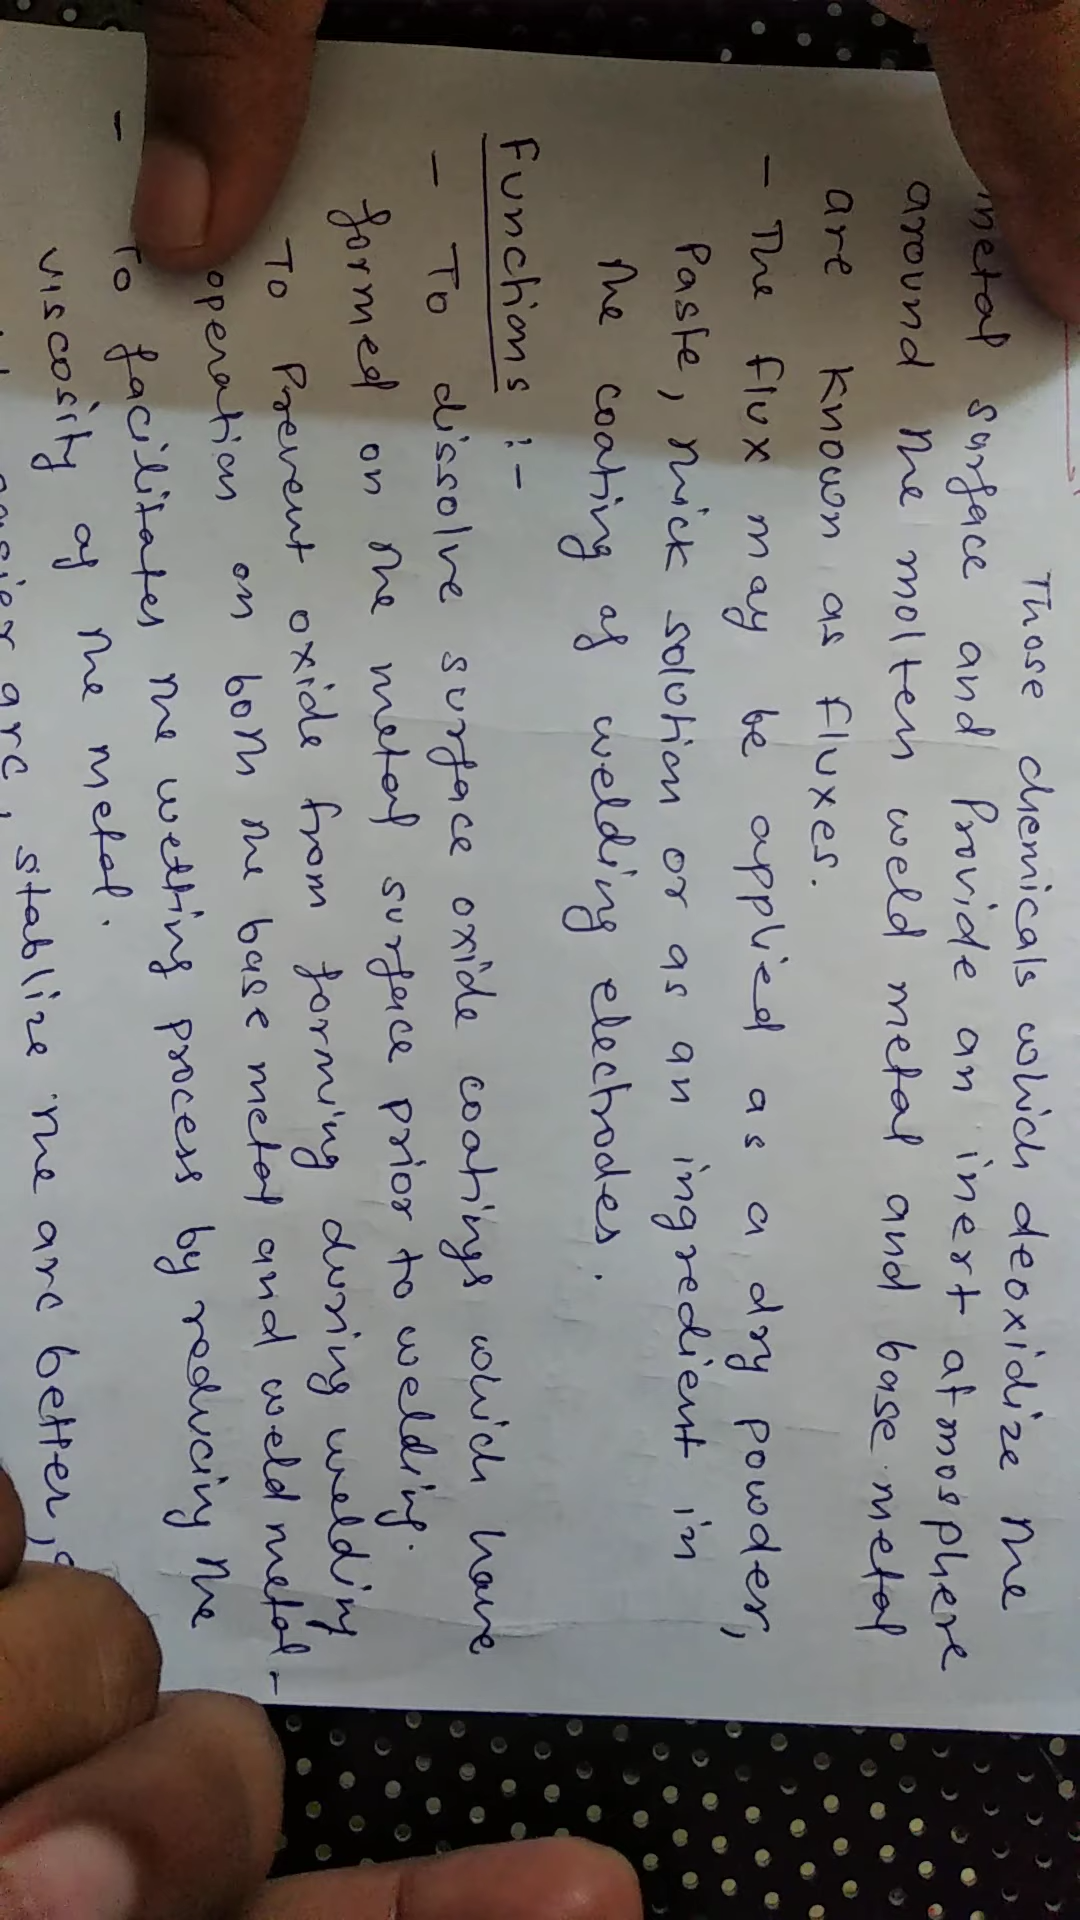 Those chemicals which deoxidize the
metal surface and Provide an inert atmosphere
around the molten weld metal and base metal
are known as fluxes.
- The flux may be applied as a dry powder,
Paste, thick solution or as an ingredient in
the coating of welding electrodes.
Functions :-
- To dissolve surface oxide coatings which have
formed on the metal surface prior to welding.
To Prevent oxide from forming during welding
operation on both the base metal and weld metal-
- To facilitates the wetting process by reducing the
viscosity of the metal.
arc, stablize the arc better,